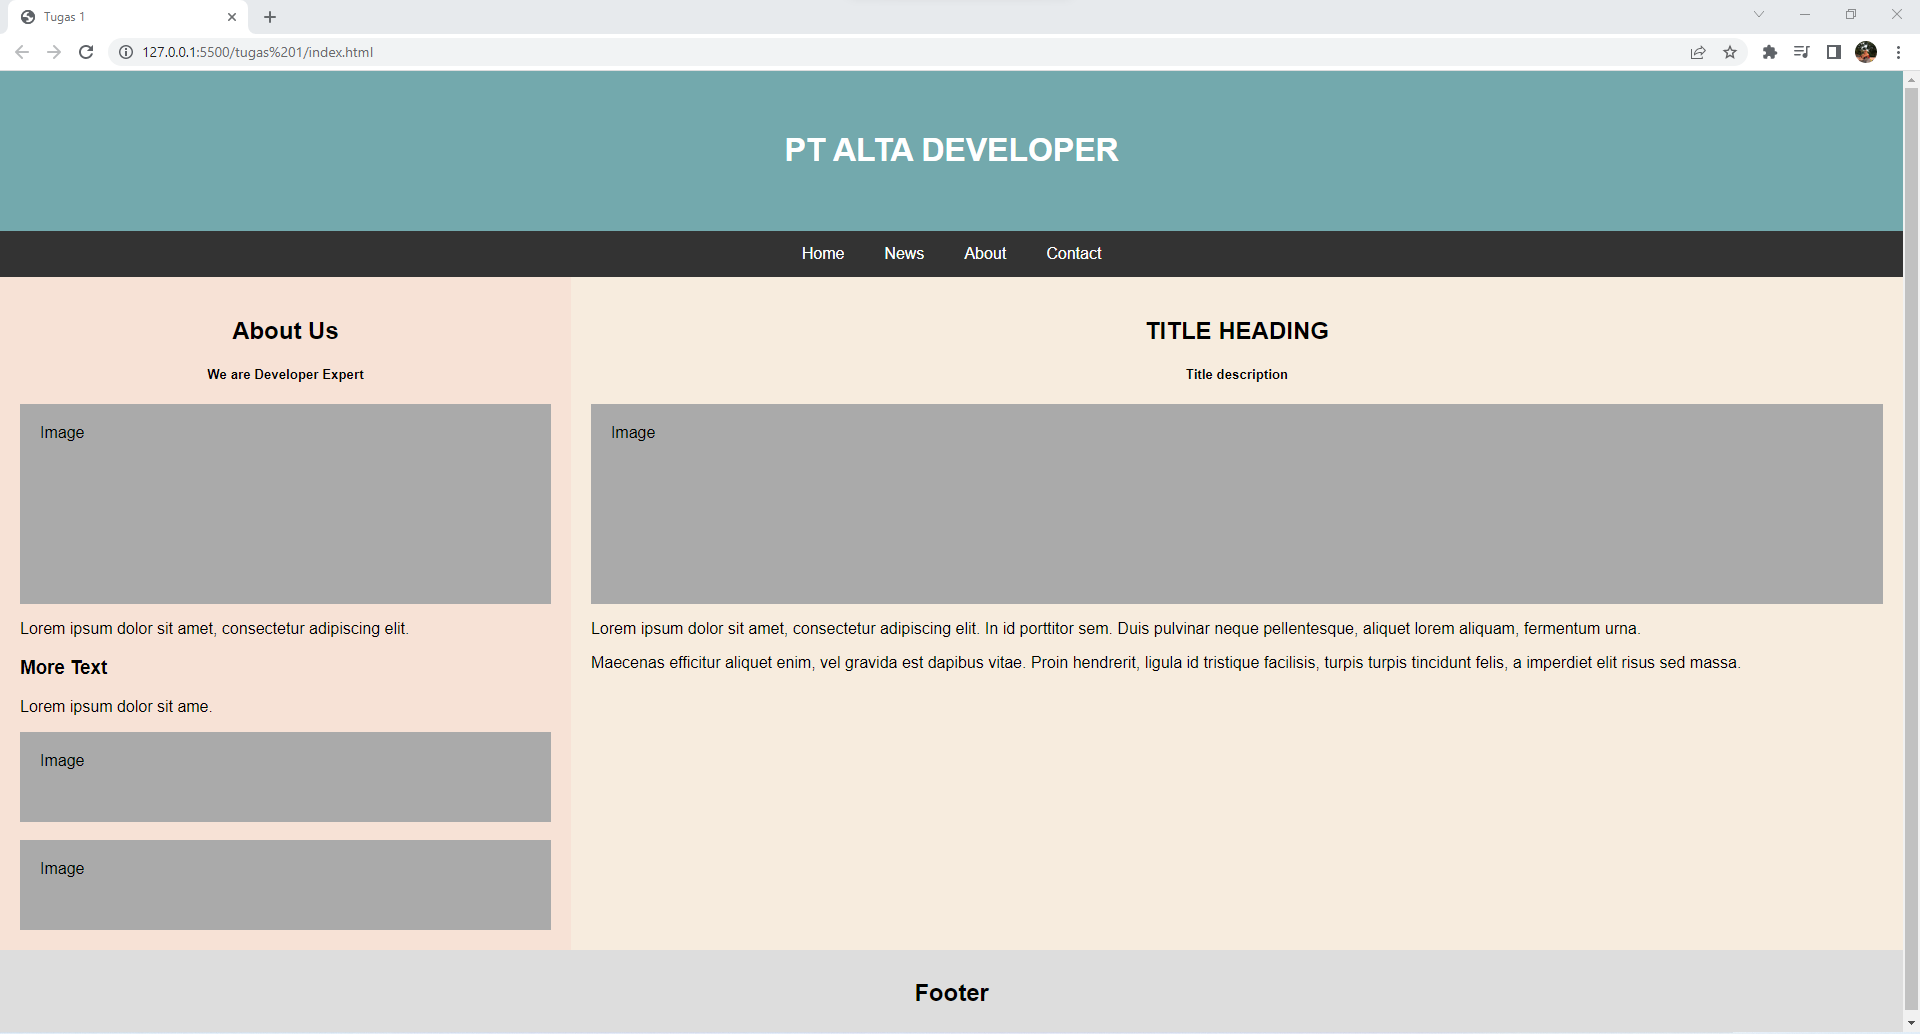 Tugas 1
127.0.0.1:5500/tugas%201/index.html
PT ALTA DEVELOPER
Home News About Contact
About Us
We are Developer Expert
Image
Lorem ipsum dolor sit amet, consectetur adipiscing elit.
More Text
Lorem ipsum dolor sit ame.
Image
Image
TITLE HEADING
Title description
Image
Lorem ipsum dolor sit amet, consectetur adipiscing elit. In id porttitor sem. Duis pulvinar neque pellentesque, aliquet lorem aliquam, fermentum urna.
Maecenas efficitur aliquet enim, vel gravida est dapibus vitae. Proin hendrerit, ligula id tristique facilisis, turpis turpis tincidunt felis, a imperdiet elit risus sed massa.
Footer